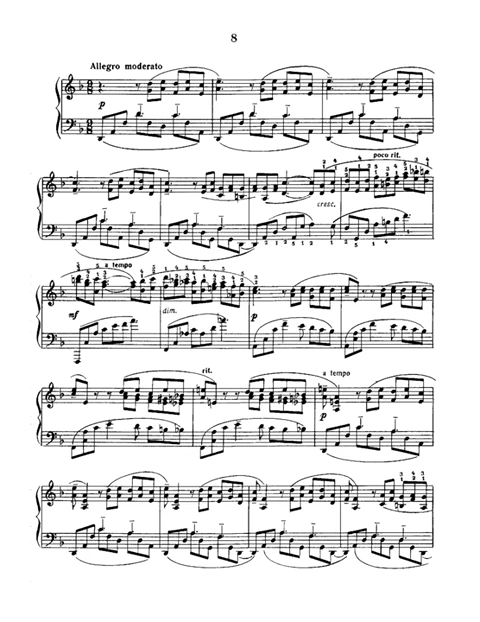 8
Allegro moderato
p
poco rit.
cresc.
a tempo
mf
dim.
p
rit.
a tempo
p